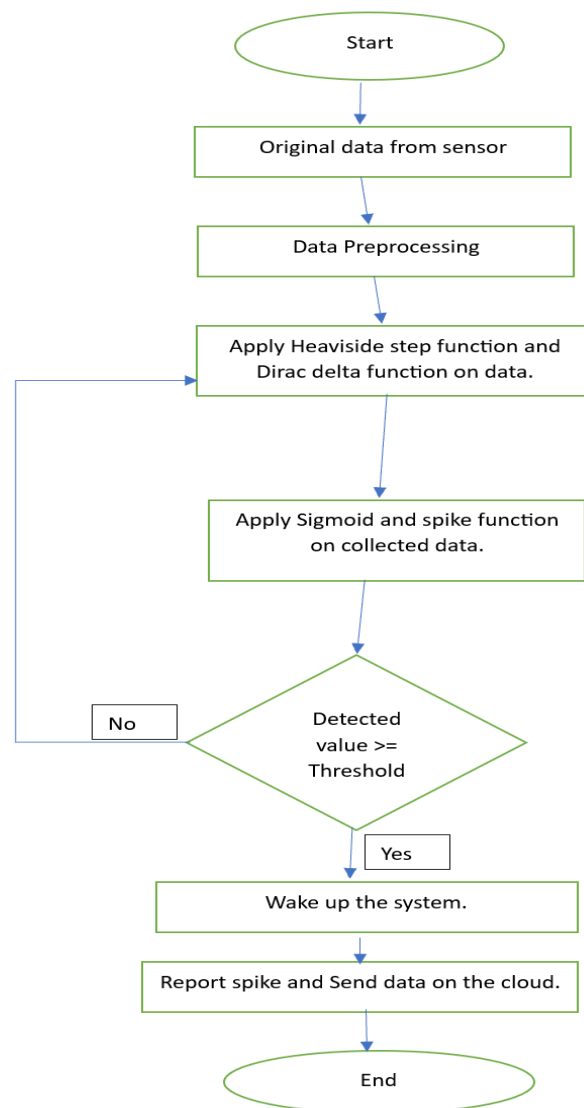 Start
Original data from sensor
Data Preprocessing
Apply Heaviside step function and
Dirac delta function on data.
Apply Sigmoid and spike function
on collected data.
Detected
value >=
Threshold
No
Yes
Wake up the system.
Report spike and Send data on the cloud.
End